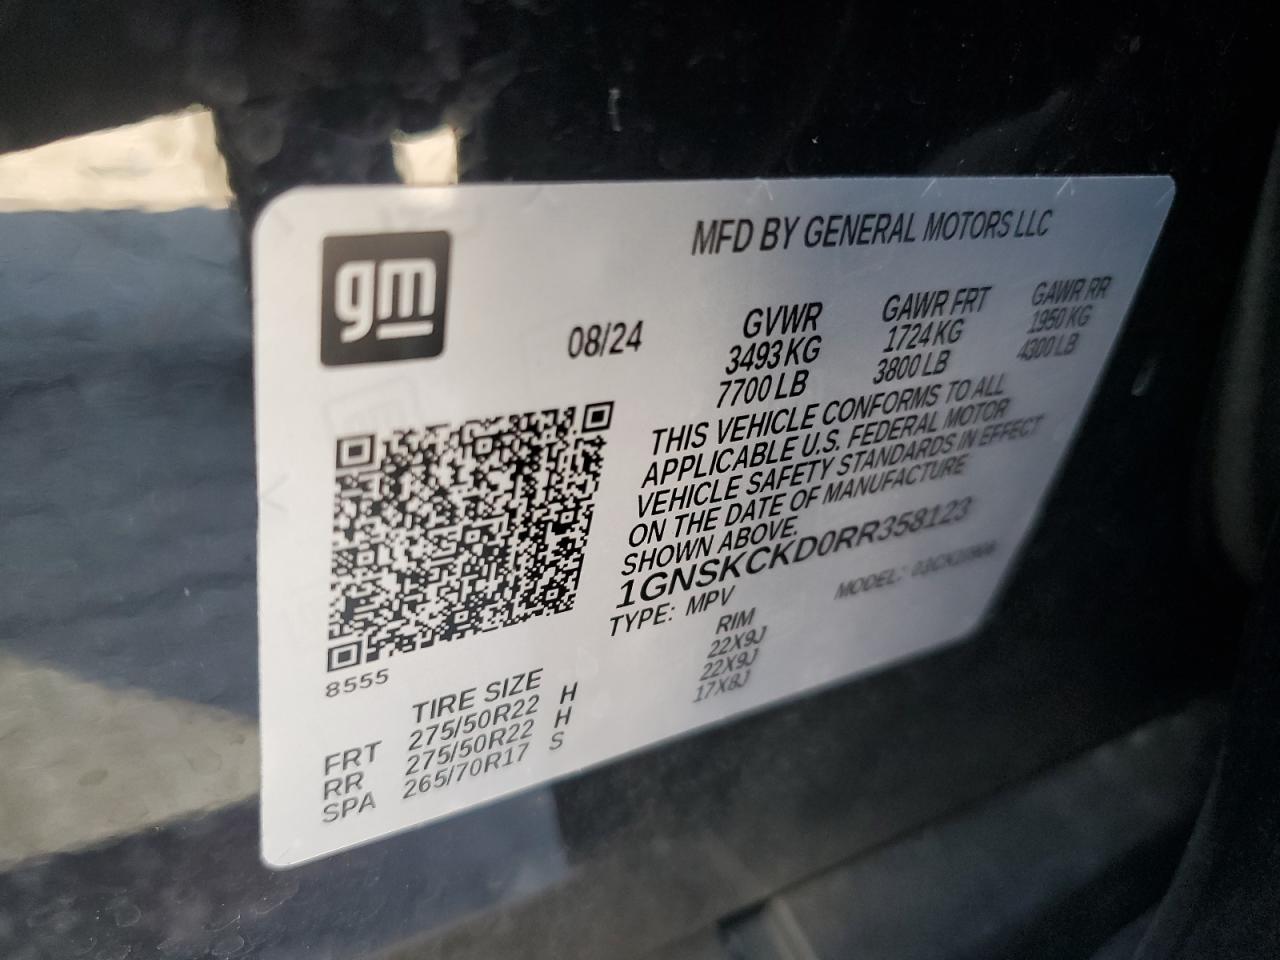 gm
MFD BY GENERAL MOTORS LLC
08/24
GVWR GAWR FRT GAWR RR
3493 KG 1724 KG 1950 KG
7700 LB 3800 LB 4300 LB
THIS VEHICLE CONFORMS TO ALL
APPLICABLE U.S. FEDERAL MOTOR
VEHICLE SAFETY STANDARDS IN EFFECT
ON THE DATE OF MANUFACTURE
SHOWN ABOVE.
1GNSKCKD0RR358123
TYPE: MPV MODEL:
8555
TIRE SIZE RIM
FRT 275/50R22 H 22X9J
RR 275/50R22 H 22X9J
SPA 265/70R17 S 17X8J